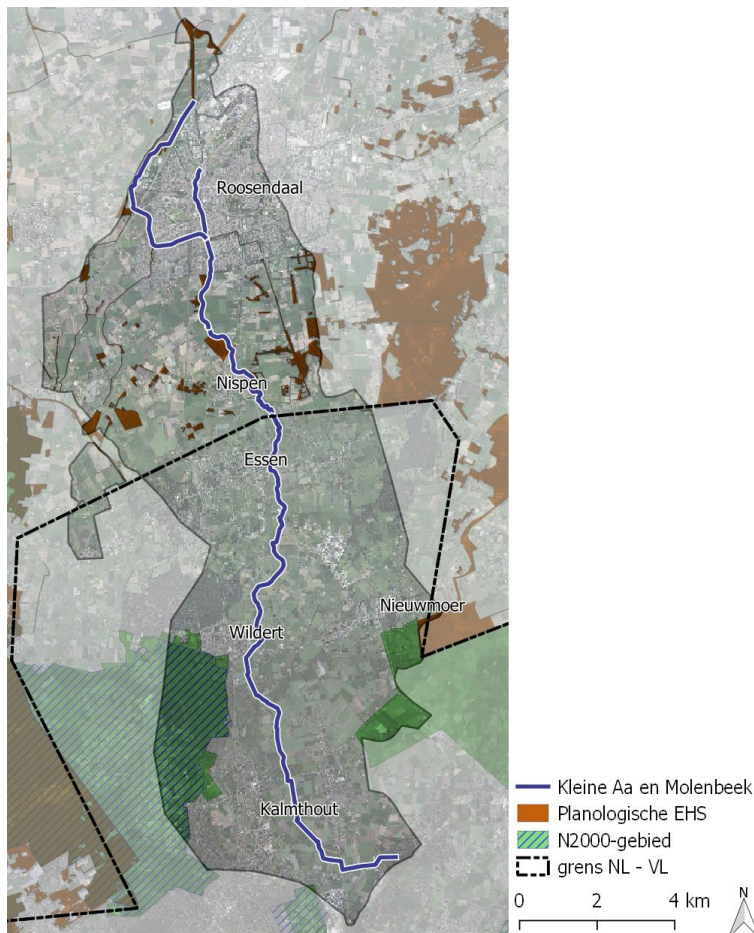 Roosendaal
Nispen
Essen
Nieuwmoer
Wildert
Kalmthout
Kleine Aa en Molenbeek
Planologische EHS
N2000-gebied
grens NL - VL
0 2 4 km
N